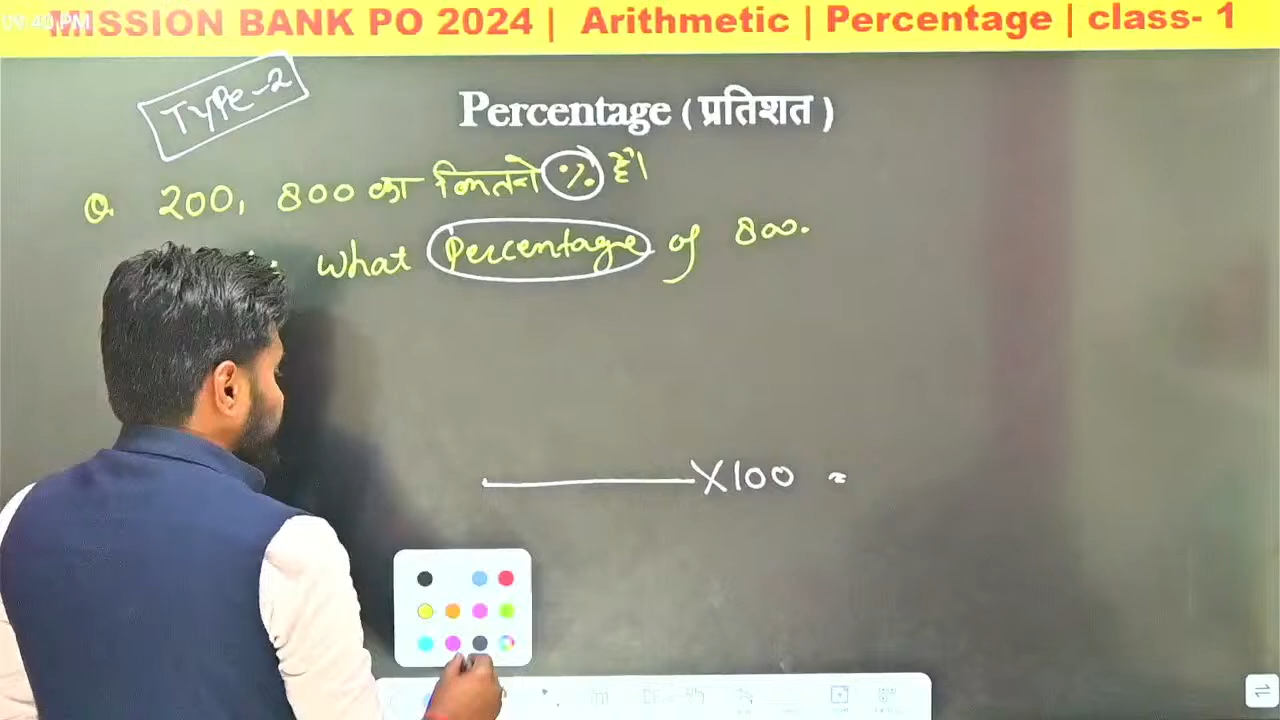 MISSION BANK PO 2024 | Arithmetic | Percentage | class- 1
TYPe-2
Percentage ( प्रतिशत )
Q. 200, 800 का कितने % है।
what Percentage of 800.
X100 =